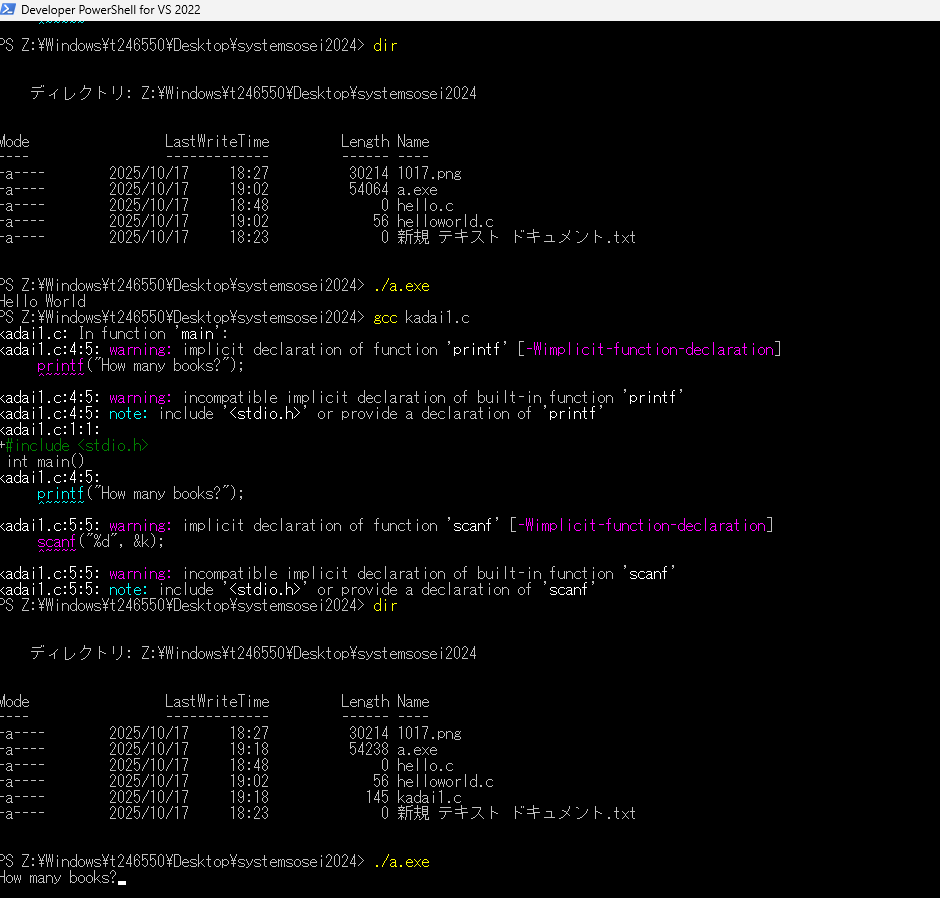 Developer PowerShell for VS 2022
PS Z:¥Windows¥t246550¥Desktop¥systemsosei2024> dir
ディレクトリ: Z:¥Windows¥t246550¥Desktop¥systemsosei2024
Mode LastWriteTime Length Name
---- ------------- ------ ----
-a---- 2025/10/17 18:27 30214 1017.png
-a---- 2025/10/17 19:02 54064 a.exe
-a---- 2025/10/17 18:48 0 hello.c
-a---- 2025/10/17 19:02 56 helloworld.c
-a---- 2025/10/17 18:23 0 新規 テキスト ドキュメント.txt
PS Z:¥Windows¥t246550¥Desktop¥systemsosei2024> ./a.exe
Hello World
PS Z:¥Windows¥t246550¥Desktop¥systemsosei2024> gcc kadai1.c
kadai1.c: In function 'main':
kadai1.c:4:5: warning: implicit declaration of function 'printf' [-Wimplicit-function-declaration]
printf("How many books?");
^~~~~~
kadai1.c:4:5: warning: incompatible implicit declaration of built-in function 'printf'
kadai1.c:4:5: note: include '<stdio.h>' or provide a declaration of 'printf'
kadai1.c:1:1:
+#include <stdio.h>
int main()
kadai1.c:4:5:
printf("How many books?");
^~~~~~
kadai1.c:5:5: warning: implicit declaration of function 'scanf' [-Wimplicit-function-declaration]
scanf("%d", &k);
^~~~~
kadai1.c:5:5: warning: incompatible implicit declaration of built-in function 'scanf'
kadai1.c:5:5: note: include '<stdio.h>' or provide a declaration of 'scanf'
PS Z:¥Windows¥t246550¥Desktop¥systemsosei2024> dir
ディレクトリ: Z:¥Windows¥t246550¥Desktop¥systemsosei2024
Mode LastWriteTime Length Name
---- ------------- ------ ----
-a---- 2025/10/17 18:27 30214 1017.png
-a---- 2025/10/17 19:18 54238 a.exe
-a---- 2025/10/17 18:48 0 hello.c
-a---- 2025/10/17 19:02 56 helloworld.c
-a---- 2025/10/17 19:18 145 kadai1.c
-a---- 2025/10/17 18:23 0 新規 テキスト ドキュメント.txt
PS Z:¥Windows¥t246550¥Desktop¥systemsosei2024> ./a.exe
How many books?